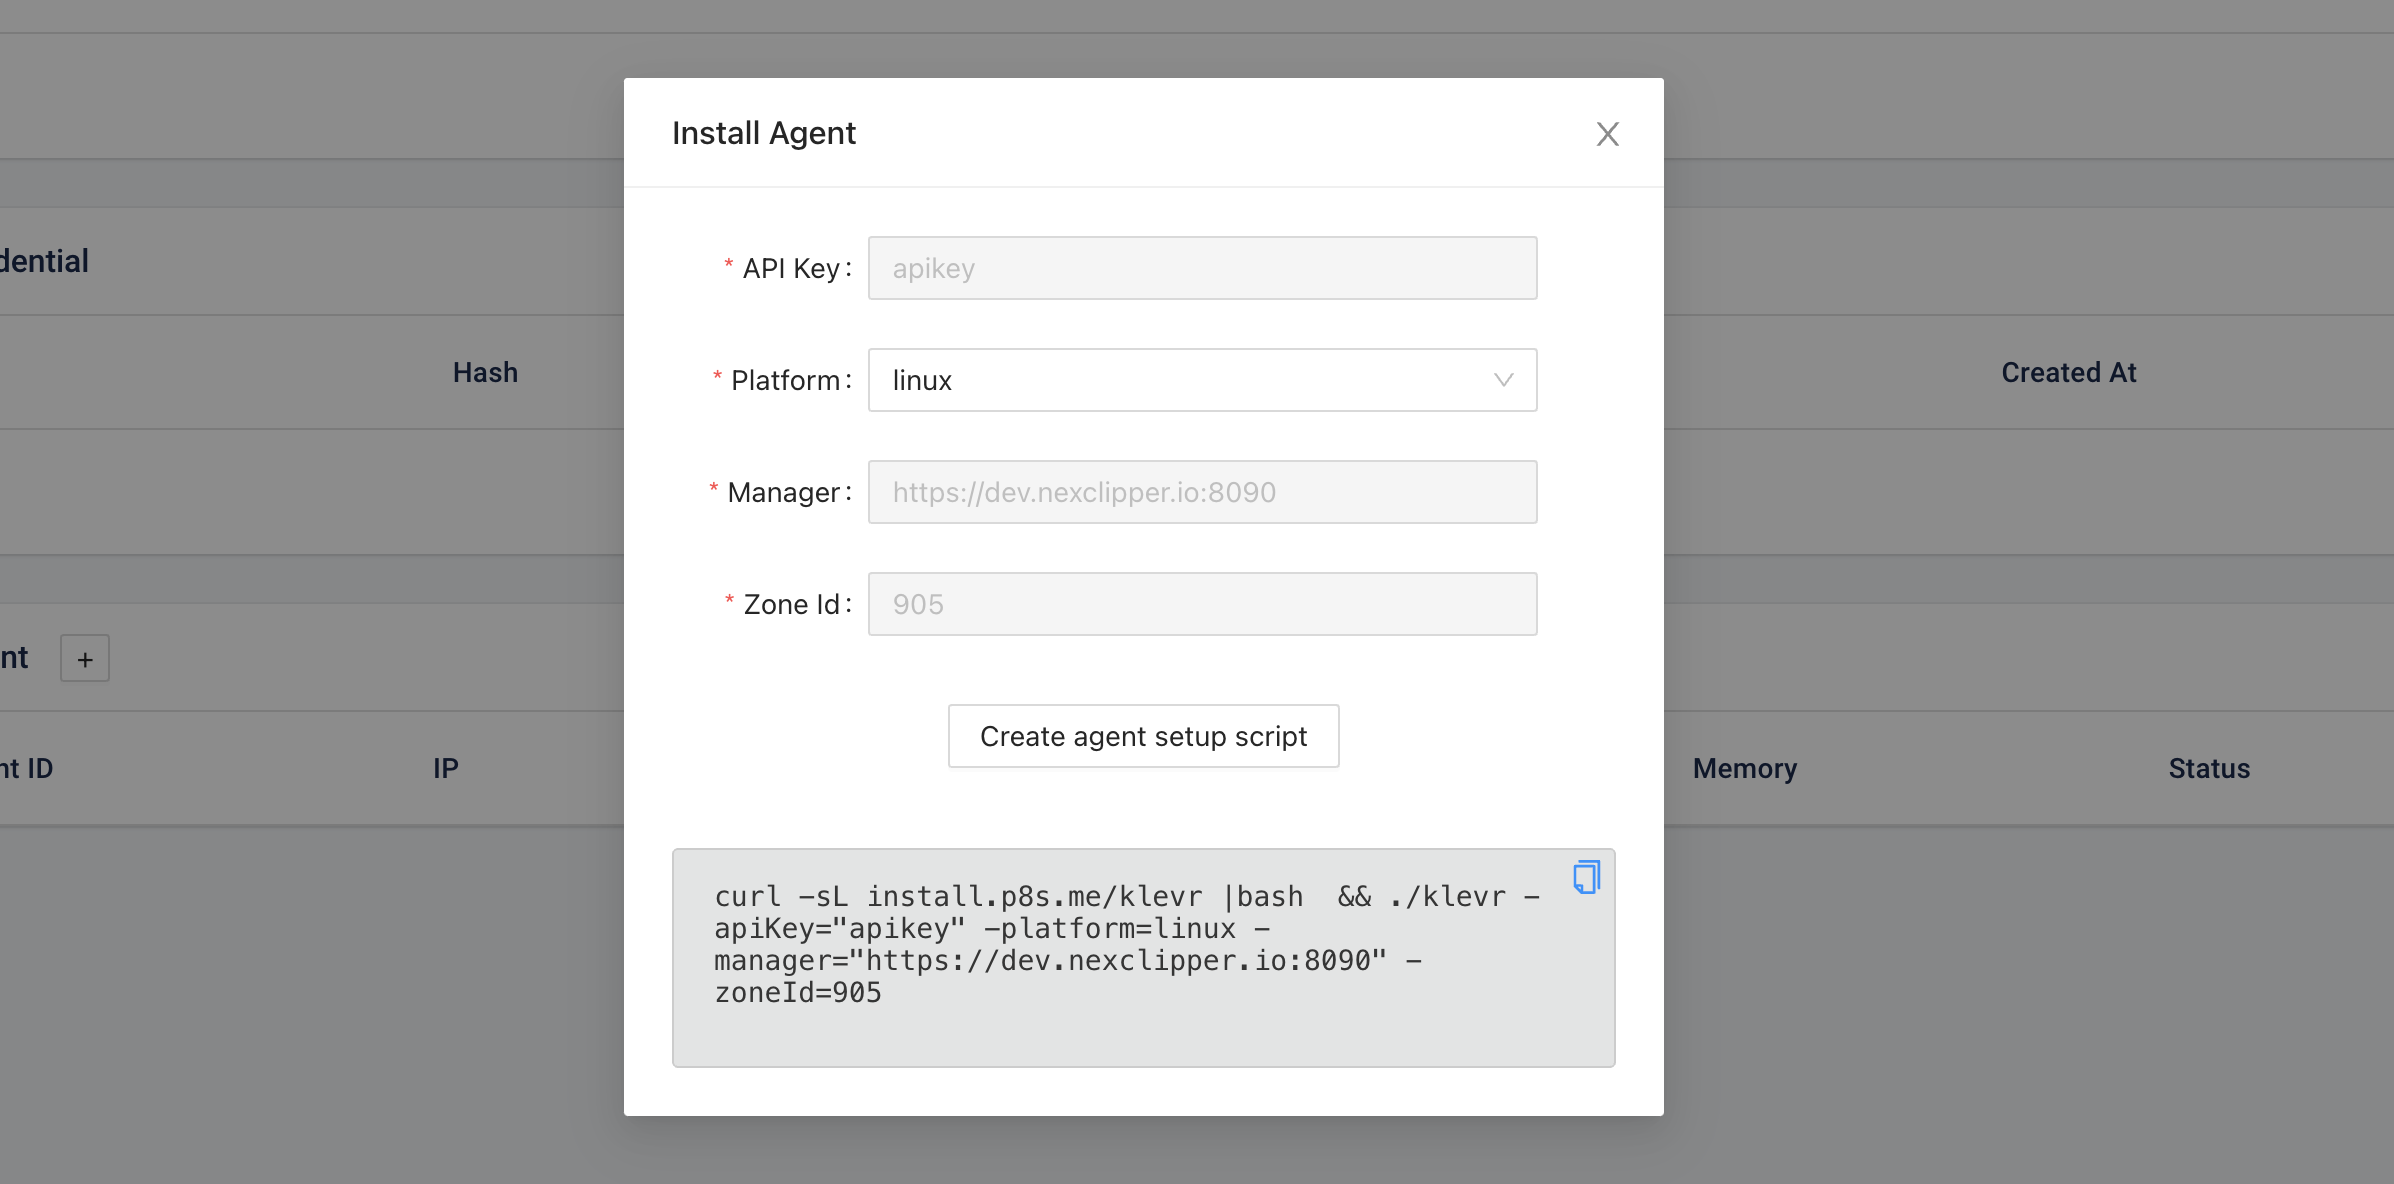 Install Agent
dential
* API Key: apikey
Hash
* Platform: linux
Created At
* Manager: https://dev.nexclipper.io:8090
* Zone Id: 905
nt +
Create agent setup script
nt ID
IP
Memory
Status
curl -sL install.p8s.me/klevr |bash  && ./klevr -
apiKey="apikey" -platform=linux -
manager="https://dev.nexclipper.io:8090" -
zoneId=905